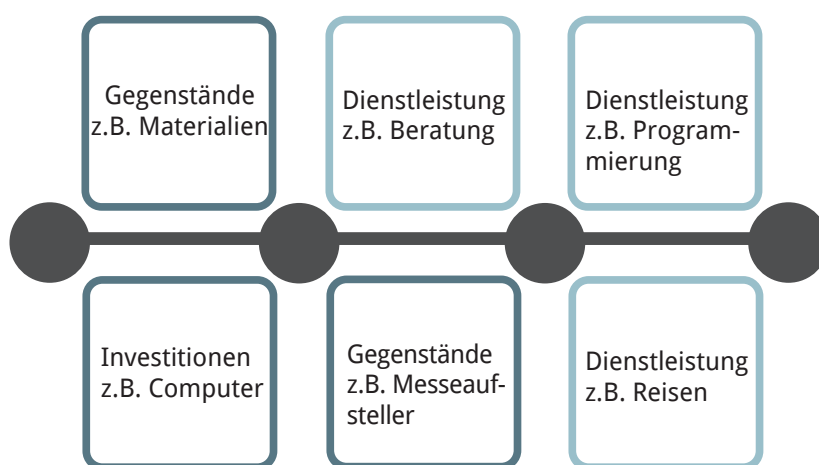 Gegenstände
z.B. Materialien
Dienstleistung
z.B. Beratung
Dienstleistung
z.B. Program-
mierung
Investitionen
z.B. Computer
Gegenstände
z.B. Messeauf-
steller
Dienstleistung
z.B. Reisen